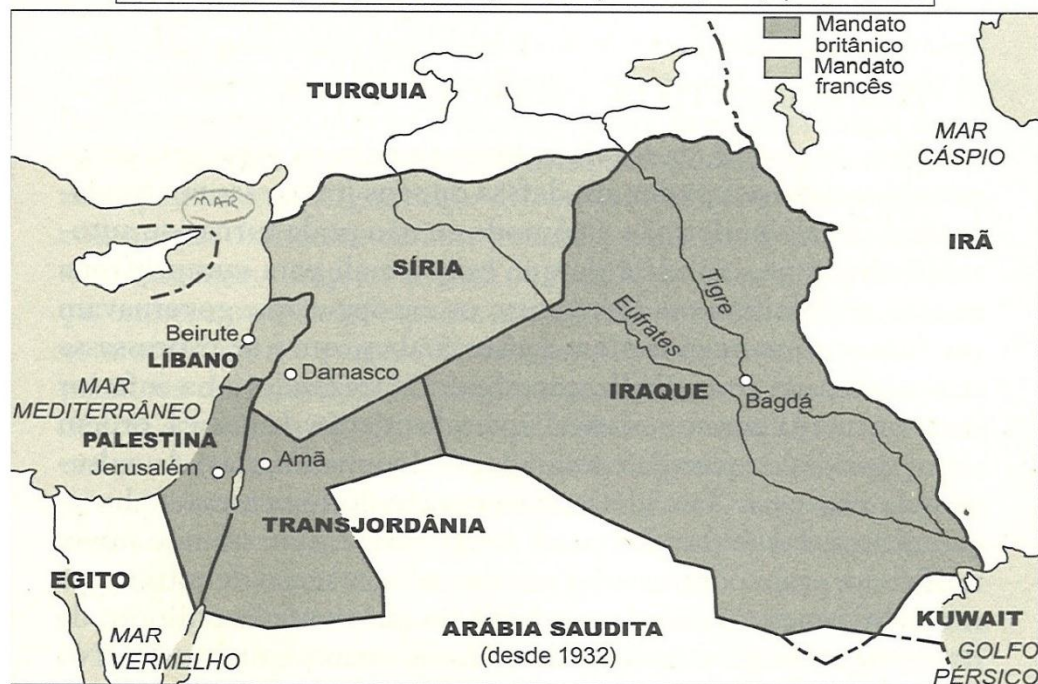 Mandato
britânico
Mandato
francês
TURQUIA
MAR
CÁSPIO
MAR
IRÃ
SÍRIA
Tigre
Eufrates
Beirute
LÍBANO
Damasco
IRAQUE
Bagdá
MAR
MEDITERRÂNEO
PALESTINA
Jerusalém
Amã
TRANSJORDÂNIA
EGITO
MAR
VERMELHO
ARÁBIA SAUDITA
(desde 1932)
KUWAIT
GOLFO
PÉRSICO